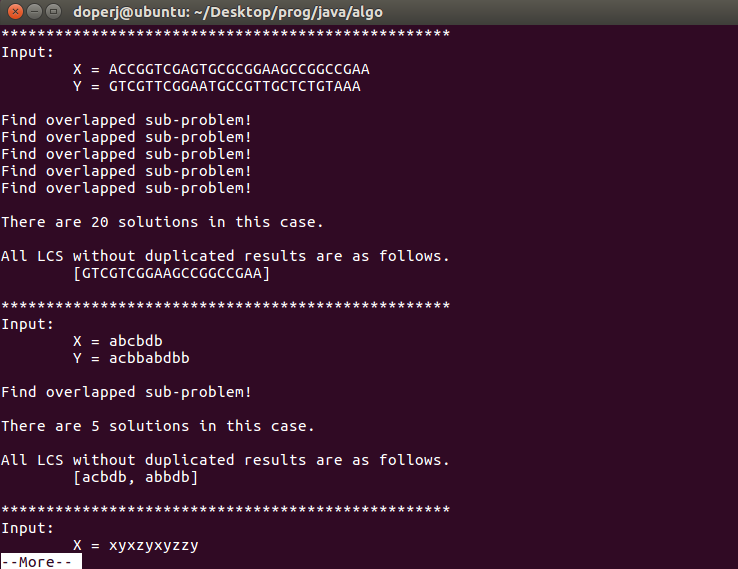 doperj@ubuntu: ~/Desktop/prog/java/algo
**************************************************
Input:
X = ACCGGTCGAGTGCGCGGAAGCCGGCCGAA
Y = GTCGTTCGGAATGCCGTTGCTCTGTAAA
Find overlapped sub-problem!
Find overlapped sub-problem!
Find overlapped sub-problem!
Find overlapped sub-problem!
Find overlapped sub-problem!
There are 20 solutions in this case.
All LCS without duplicated results are as follows.
[GTCGTCGGAAGCCGGCCGAA]
**************************************************
Input:
X = abcbdb
Y = acbbabdbb
Find overlapped sub-problem!
There are 5 solutions in this case.
All LCS without duplicated results are as follows.
[acbdb, abbdb]
**************************************************
Input:
X = xyxzyxyzzy
--More--